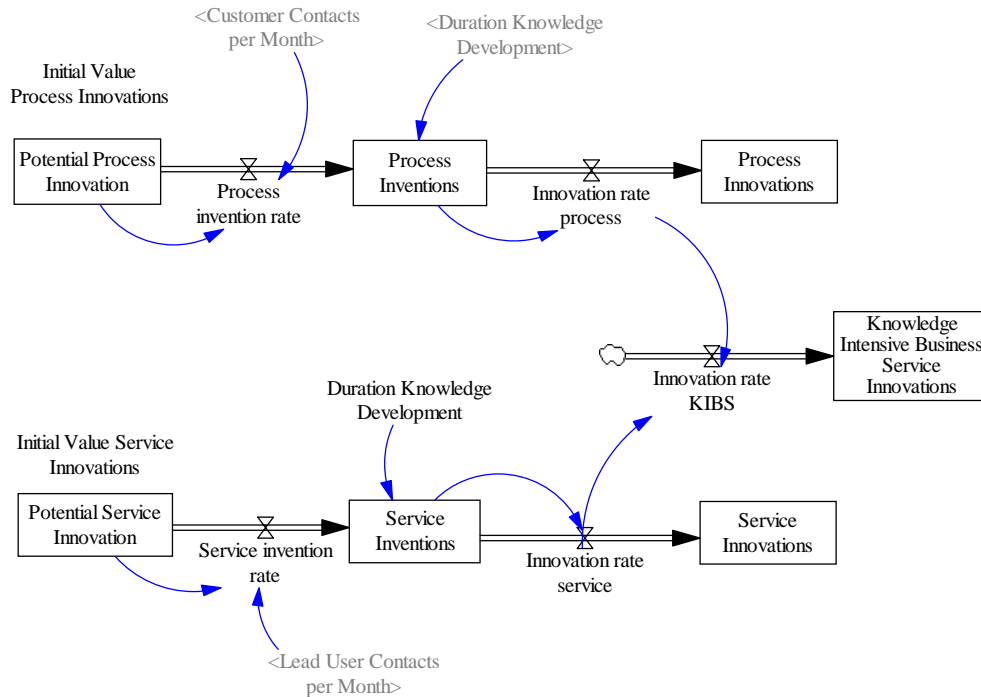 <Customer Contacts
per Month>
<Duration Knowledge
Development>
Initial Value
Process Innovations
Potential Process
Innovation
Process
invention rate
Process
Inventions
Innovation rate
process
Process
Innovations
Knowledge
Intensive Business
Service
Innovations
Innovation rate
KIBS
Duration Knowledge
Development
Initial Value Service
Innovations
Potential Service
Innovation
Service invention
rate
Service
Inventions
Innovation rate
service
Service
Innovations
<Lead User Contacts
per Month>